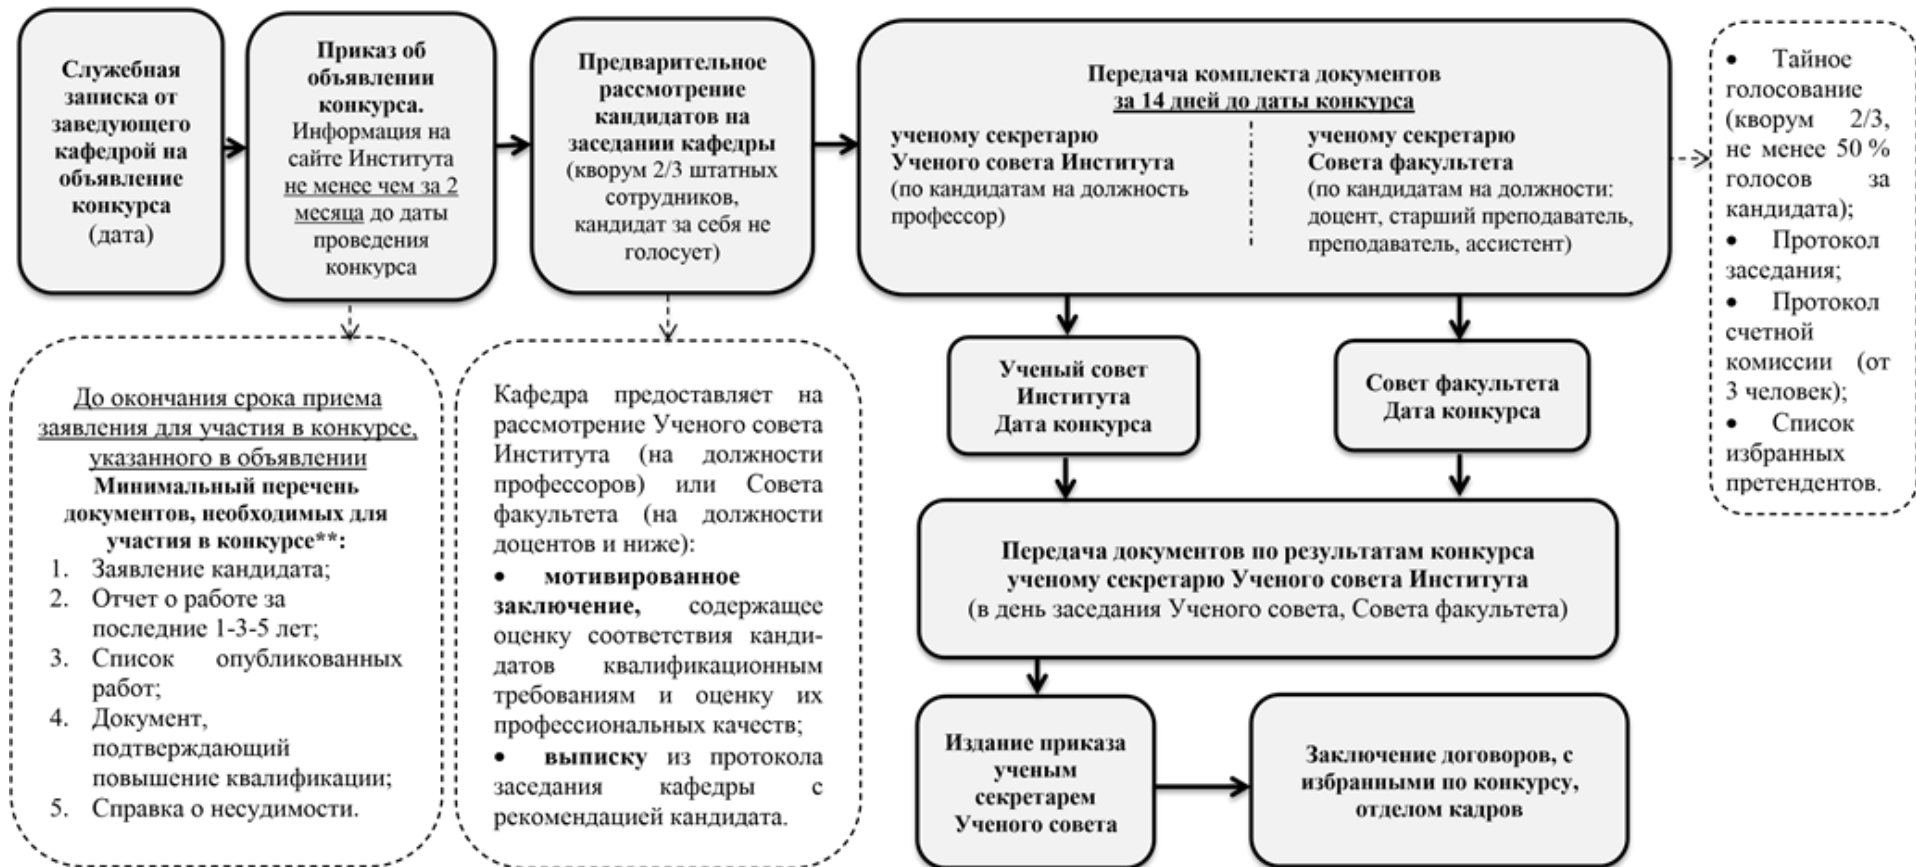 Служебная
записка от
заведующего
кафедрой на
объявление
конкурса
(дата)
Приказ об
объявлении
конкурса.
Информация на
сайте Института
не менее чем за 2
месяца до даты
проведения
конкурса
Предварительное
рассмотрение
кандидатов на
заседании кафедры
(кворум 2/3 штатных
сотрудников,
кандидат за себя не
голосует)
Передача комплекта документов
за 14 дней до даты конкурса
ученому секретарю
Ученого совета Института
(по кандидатам на должность
профессор)
ученому секретарю
Совета факультета
(по кандидатам на должности:
доцент, старший преподаватель,
преподаватель, ассистент)
• Тайное
голосование
(кворум 2/3,
не менее 50 %
голосов за
кандидата);
• Протокол
заседания;
• Протокол
счетной
комиссии (от
3 человек);
• Список
избранных
претендентов.
До окончания срока приема
заявления для участия в конкурсе,
указанного в объявлении
Минимальный перечень
документов, необходимых для
участия в конкурсе**:
1. Заявление кандидата;
2. Отчет о работе за
последние 1-3-5 лет;
3. Список опубликованных
работ;
4. Документ,
подтверждающий
повышение квалификации;
5. Справка о несудимости.
Кафедра предоставляет на
рассмотрение Ученого совета
Института (на должности
профессоров) или Совета
факультета (на должности
доцентов и ниже):
• мотивированное
заключение, содержащее
оценку соответствия канди-
датов квалификационным
требованиям и оценку их
профессиональных качеств;
• выписку из протокола
заседания кафедры с
рекомендацией кандидата.
Ученый совет
Института
Дата конкурса
Совет факультета
Дата конкурса
Передача документов по результатам конкурса
ученому секретарю Ученого совета Института
(в день заседания Ученого совета, Совета факультета)
Издание приказа
ученым
секретарем
Ученого совета
Заключение договоров, с
избранными по конкурсу,
отделом кадров